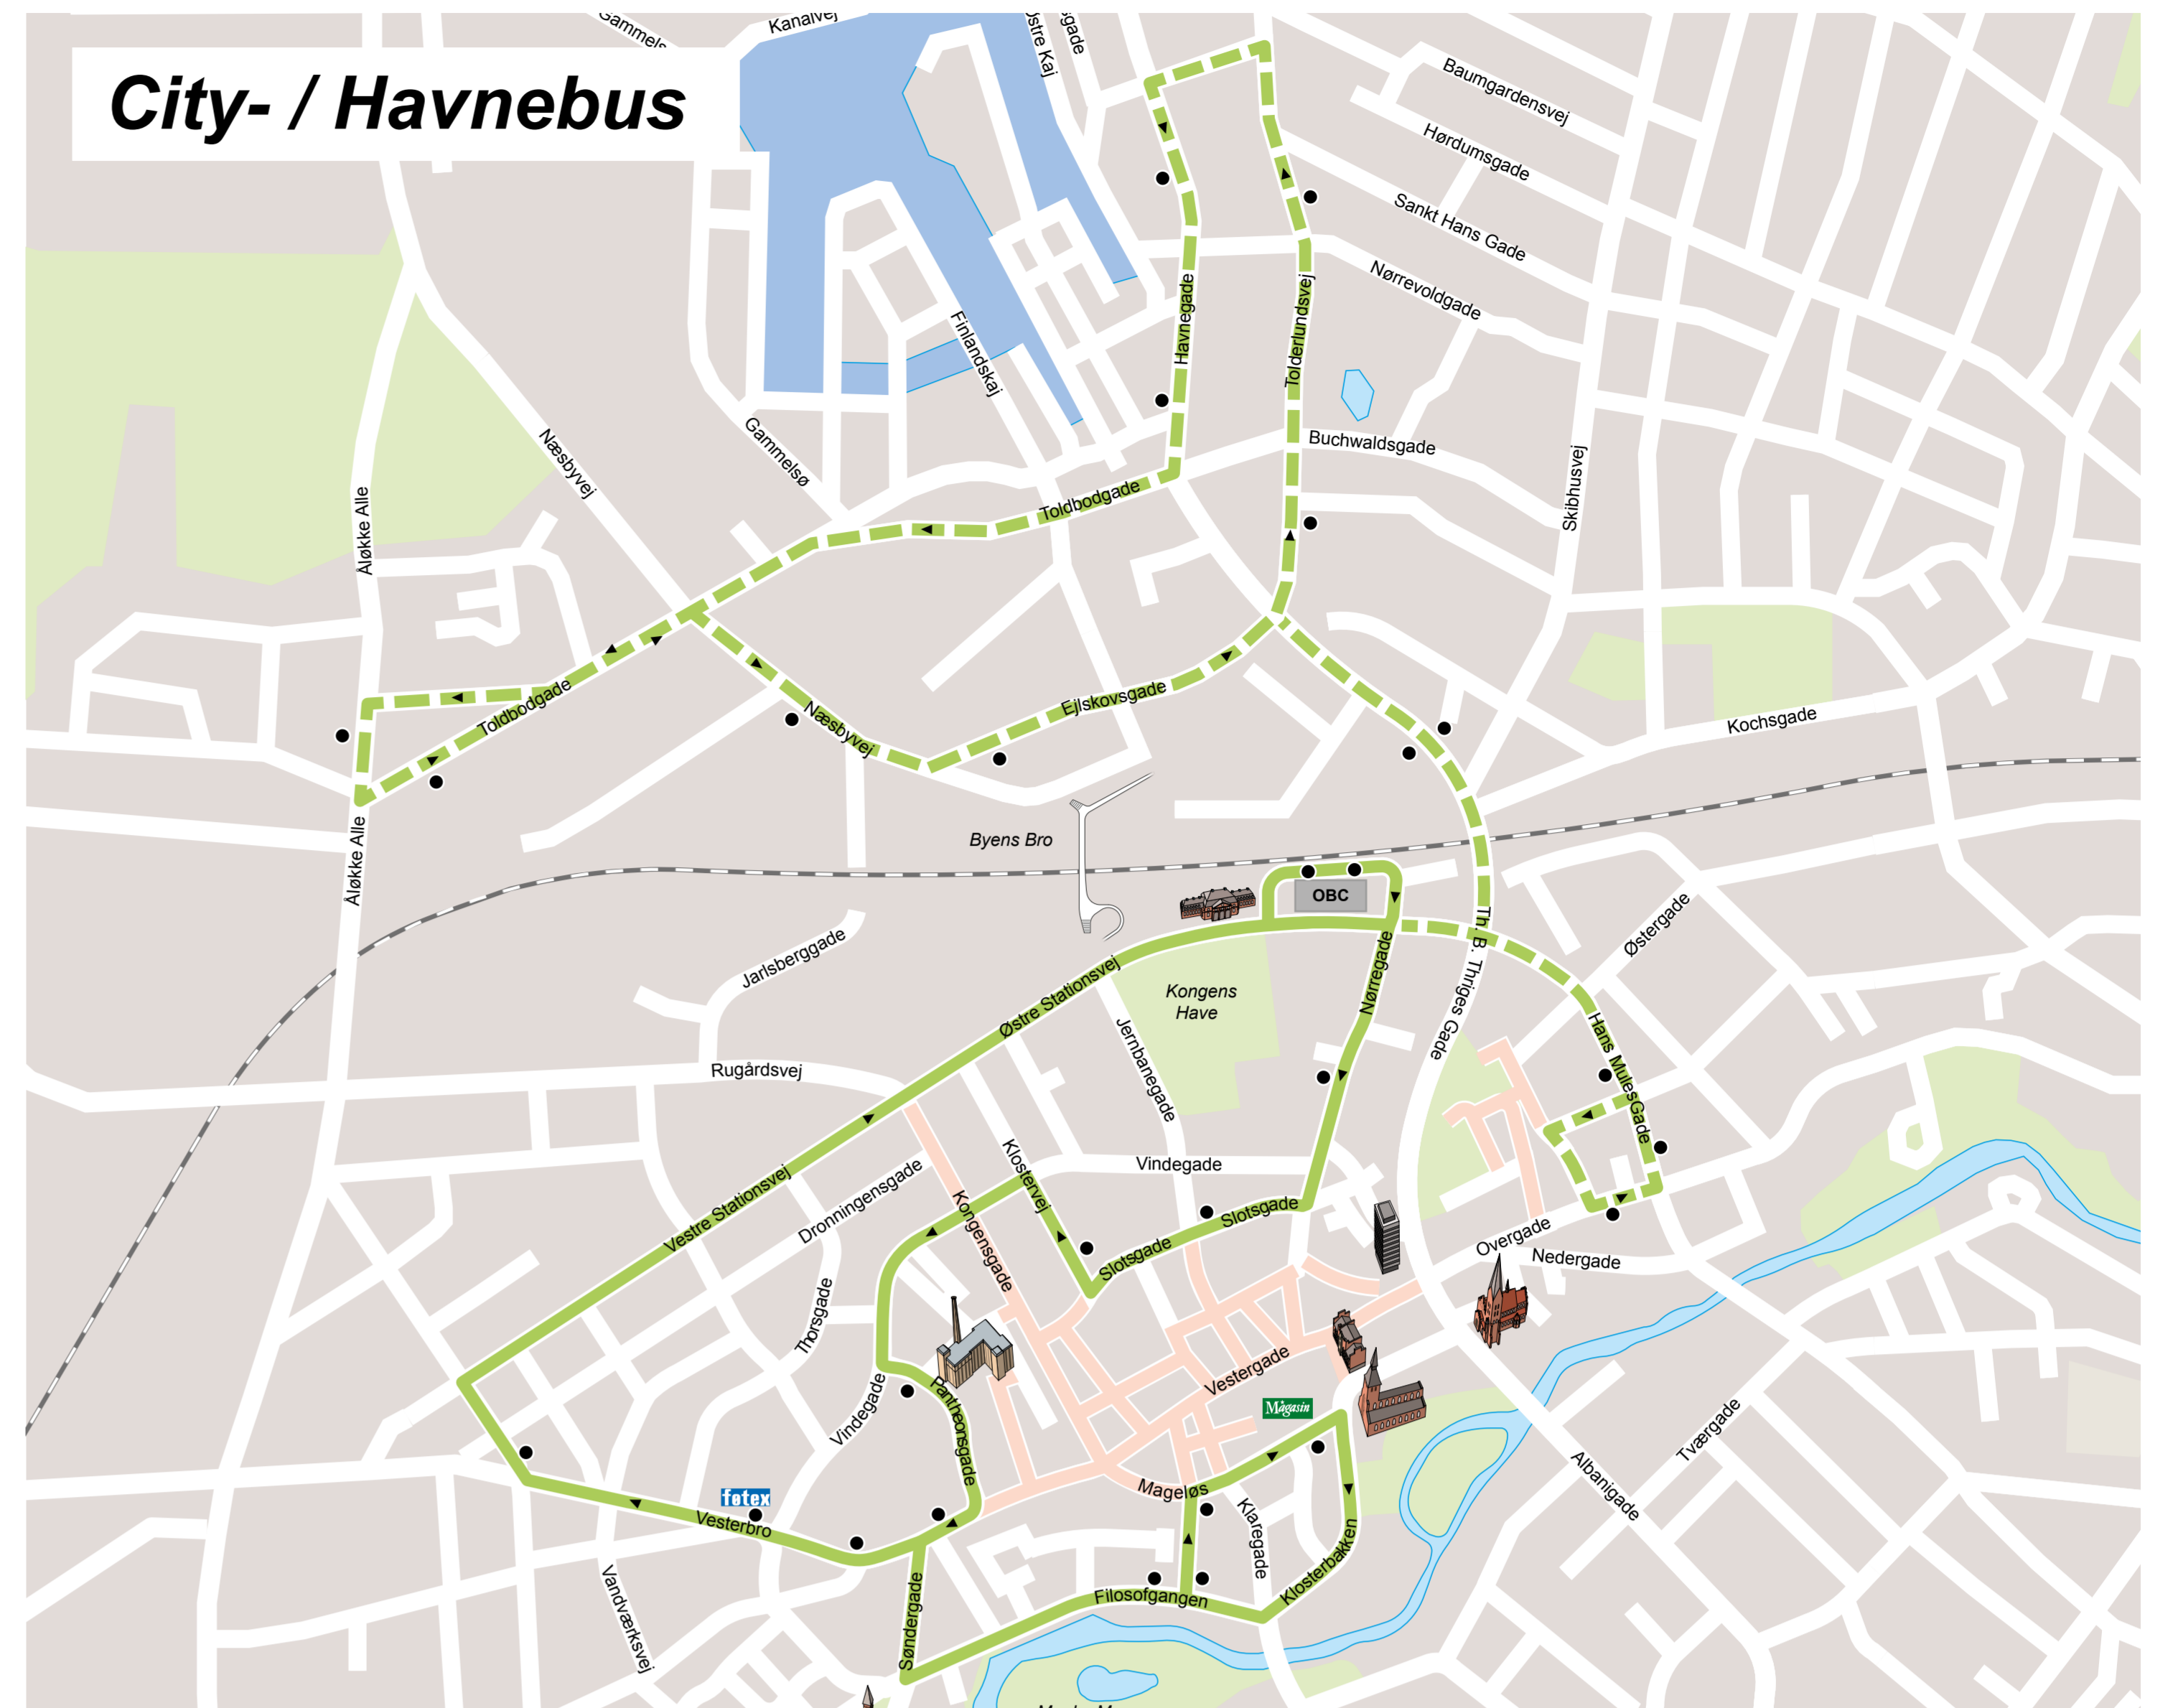 Kanalvej
City- / Havnebus
Baumgardensvej
Hørdumsgade
Sankt Hans Gade
Nørrevoldgade
Havnegade
Tolderlundsvej
Finlandskaj
Gammelsø
Buchwaldsgade
Næsbyvej
Skibhusvej
Åløkke Alle
Toldbodgade
Toldbodgade
Ejlskovsgade
Næsbyvej
Kochsgade
Byens Bro
Åløkke Alle
OBC
Th. B. Thriges Gade
Østergade
Jarlsberggade
Nørregade
Østre Stationsvej
Kongens
Have
Hans Mules Gade
Jernbanegade
Rugårdsvej
Klostervej
Vindegade
Vestre Stationsvej
Dronningensgade
Kongensgade
Slotsgade
Slotsgade
Overgade
Nedergade
Thorsgade
Vestergade
Pantheonsgade
Vindegade
Magasin
Tværgade
Albanigade
føtex
Vesterbro
Mageløs
Klaregade
Klosterbakken
Vandværksvej
Søndergade
Filosofgangen